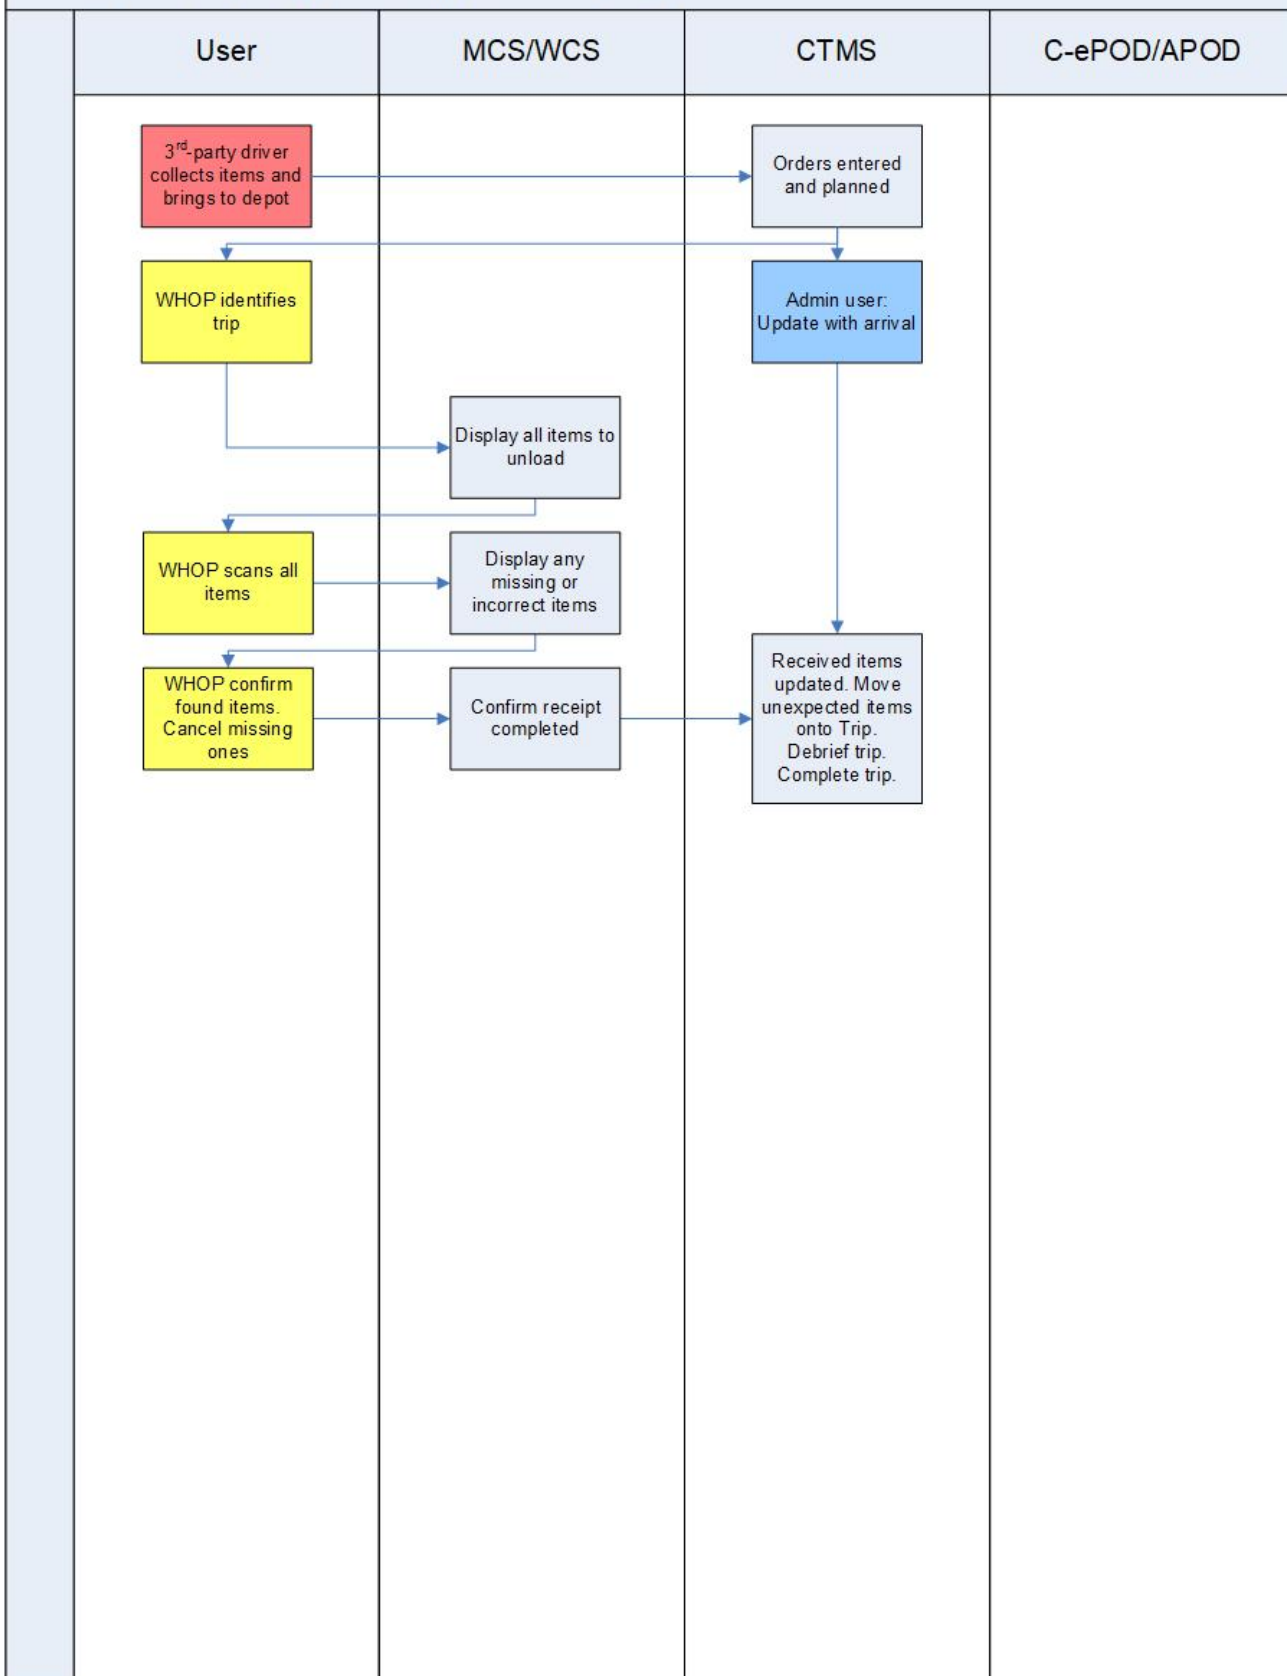 User
MCS/WCS
CTMS
C-ePOD/APOD
3rd-party driver
collects items and
brings to depot
Orders entered
and planned
WHOP identifies
trip
Admin user:
Update with arrival
Display all items to
unload
WHOP scans all
items
Display any
missing or
incorrect items
WHOP confirm
found items.
Cancel missing
ones
Confirm receipt
completed
Received items
updated. Move
unexpected items
onto Trip.
Debrief trip.
Complete trip.